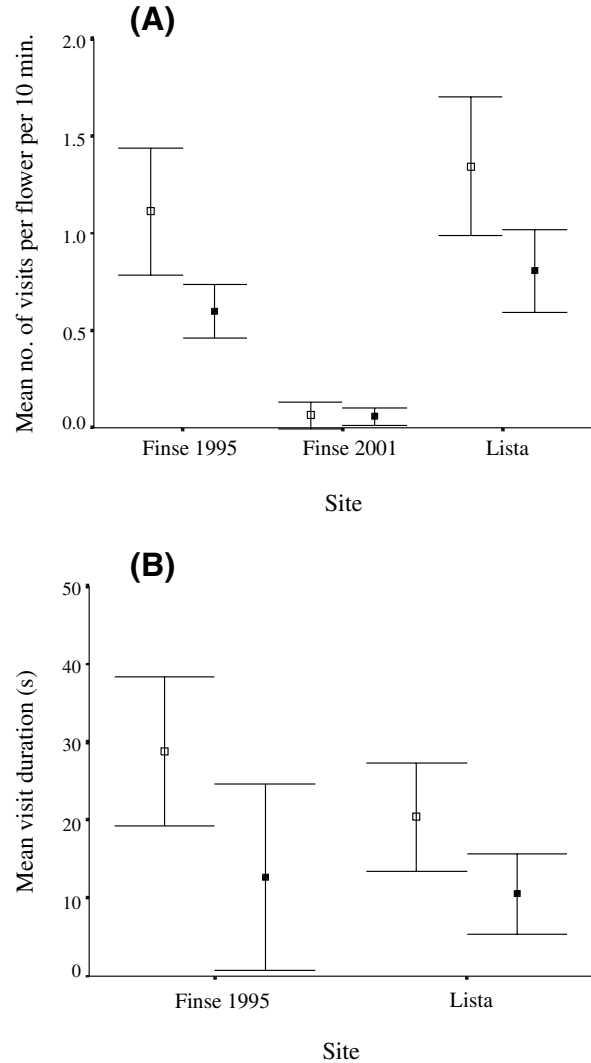 (A)
Mean no. of visits per flower per 10 min.
2.0
1.5
1.0
0.5
0.0
Finse 1995 Finse 2001 Lista
Site
(B)
Mean visit duration (s)
50
40
30
20
10
0
Finse 1995 Lista
Site